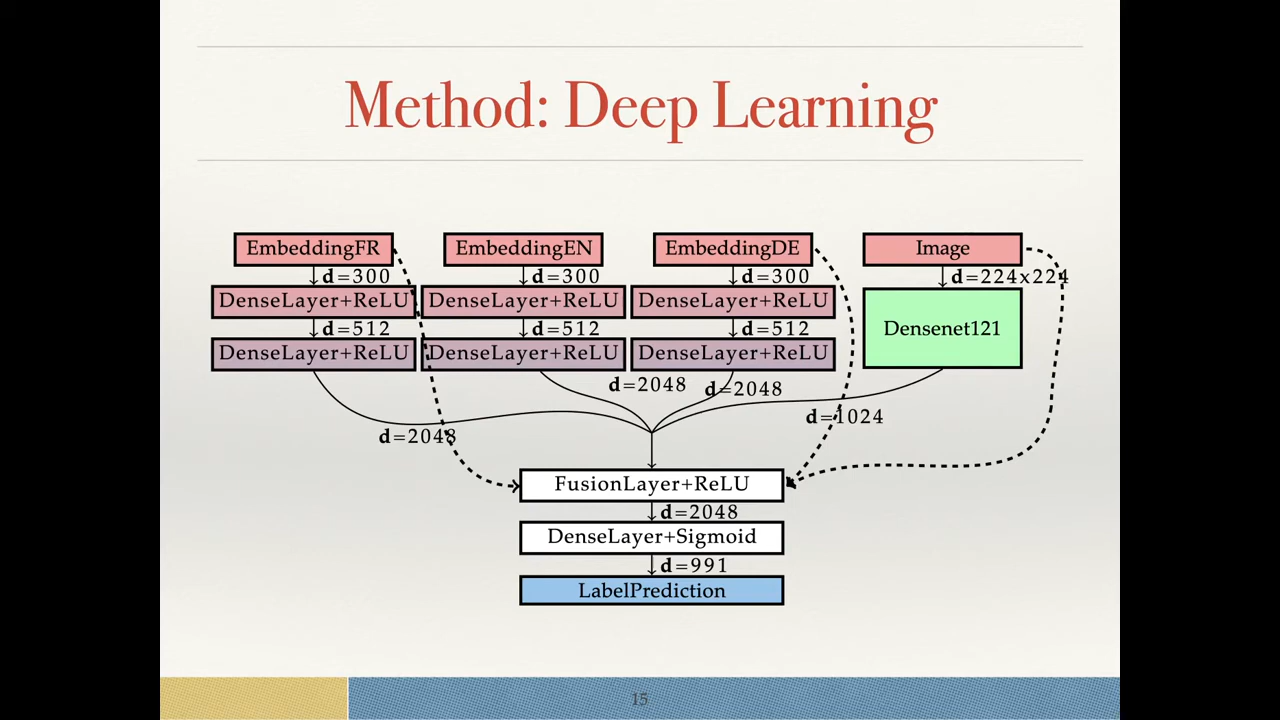 Method: Deep Learning
EmbeddingFR EmbeddingEN EmbeddingDE Image
d=300 d=300 d=300 d=224x224
DenseLayer+ReLU DenseLayer+ReLU DenseLayer+ReLU
Densenet121
d=512 d=512 d=512
DenseLayer+ReLU DenseLayer+ReLU DenseLayer+ReLU
d=2048 d=2048
d=1024
d=2048
FusionLayer+ReLU
d=2048
DenseLayer+Sigmoid
d=991
LabelPrediction
15